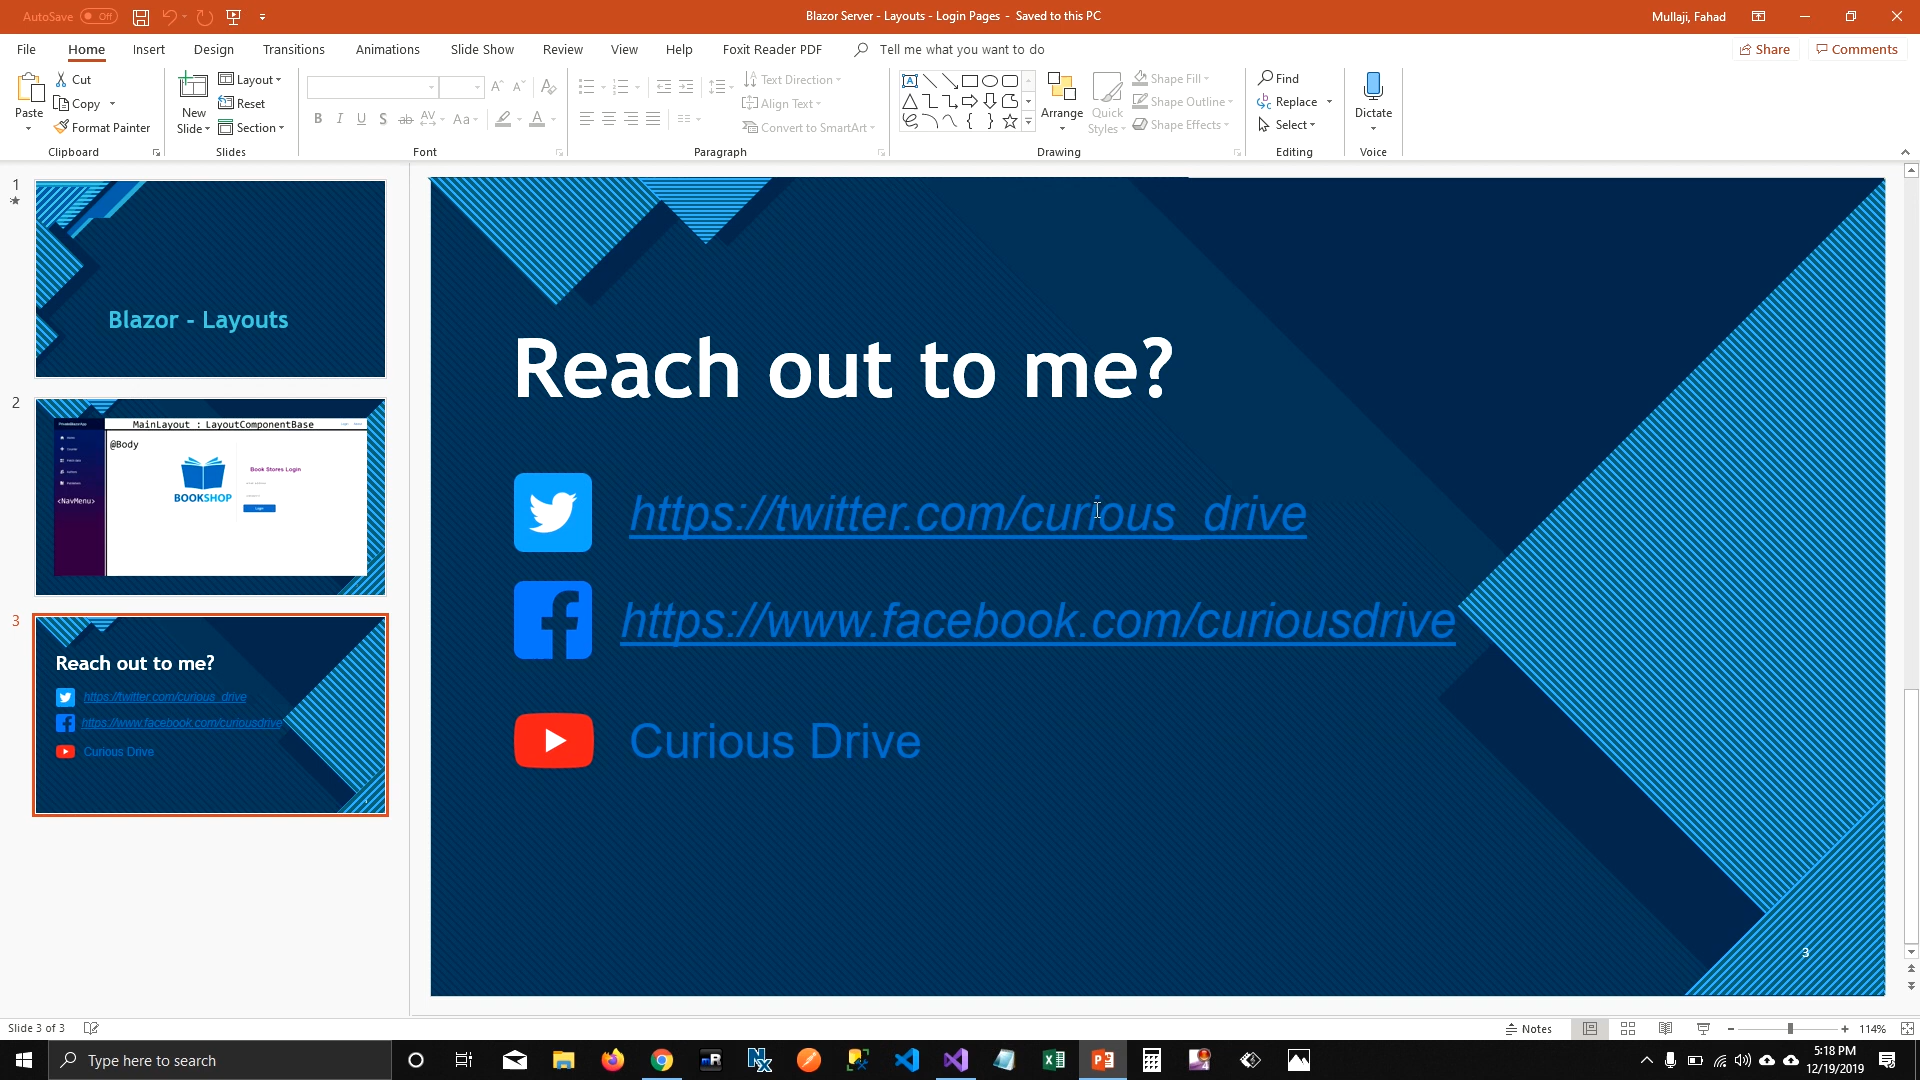 AutoSave Off
Blazor Server - Layouts - Login Pages - Saved to this PC
Mullaji, Fahad
File Home Insert Design Transitions Animations Slide Show Review View Help Foxit Reader PDF Tell me what you want to do
Share Comments
Paste
Cut
Copy
Format Painter
Clipboard
New Slide
Layout
Reset
Section
Slides
B I U S ab AV Aa A
Font
Text Direction
Align Text
Convert to SmartArt
Paragraph
Arrange
Quick Styles
Shape Fill
Shape Outline
Shape Effects
Drawing
Find
Replace
Select
Editing
Dictate
Voice
1
Blazor - Layouts
2
MainLayout : LayoutComponentBase
@Body
<NavMenu>
BOOKSHOP
Book Stores Login
Login
3
Reach out to me?
https://twitter.com/curious_drive
https://www.facebook.com/curiousdrive
Curious Drive
Reach out to me?
https://twitter.com/curious_drive
https://www.facebook.com/curiousdrive
Curious Drive
3
Slide 3 of 3
Notes
114%
Type here to search
5:18 PM
12/19/2019